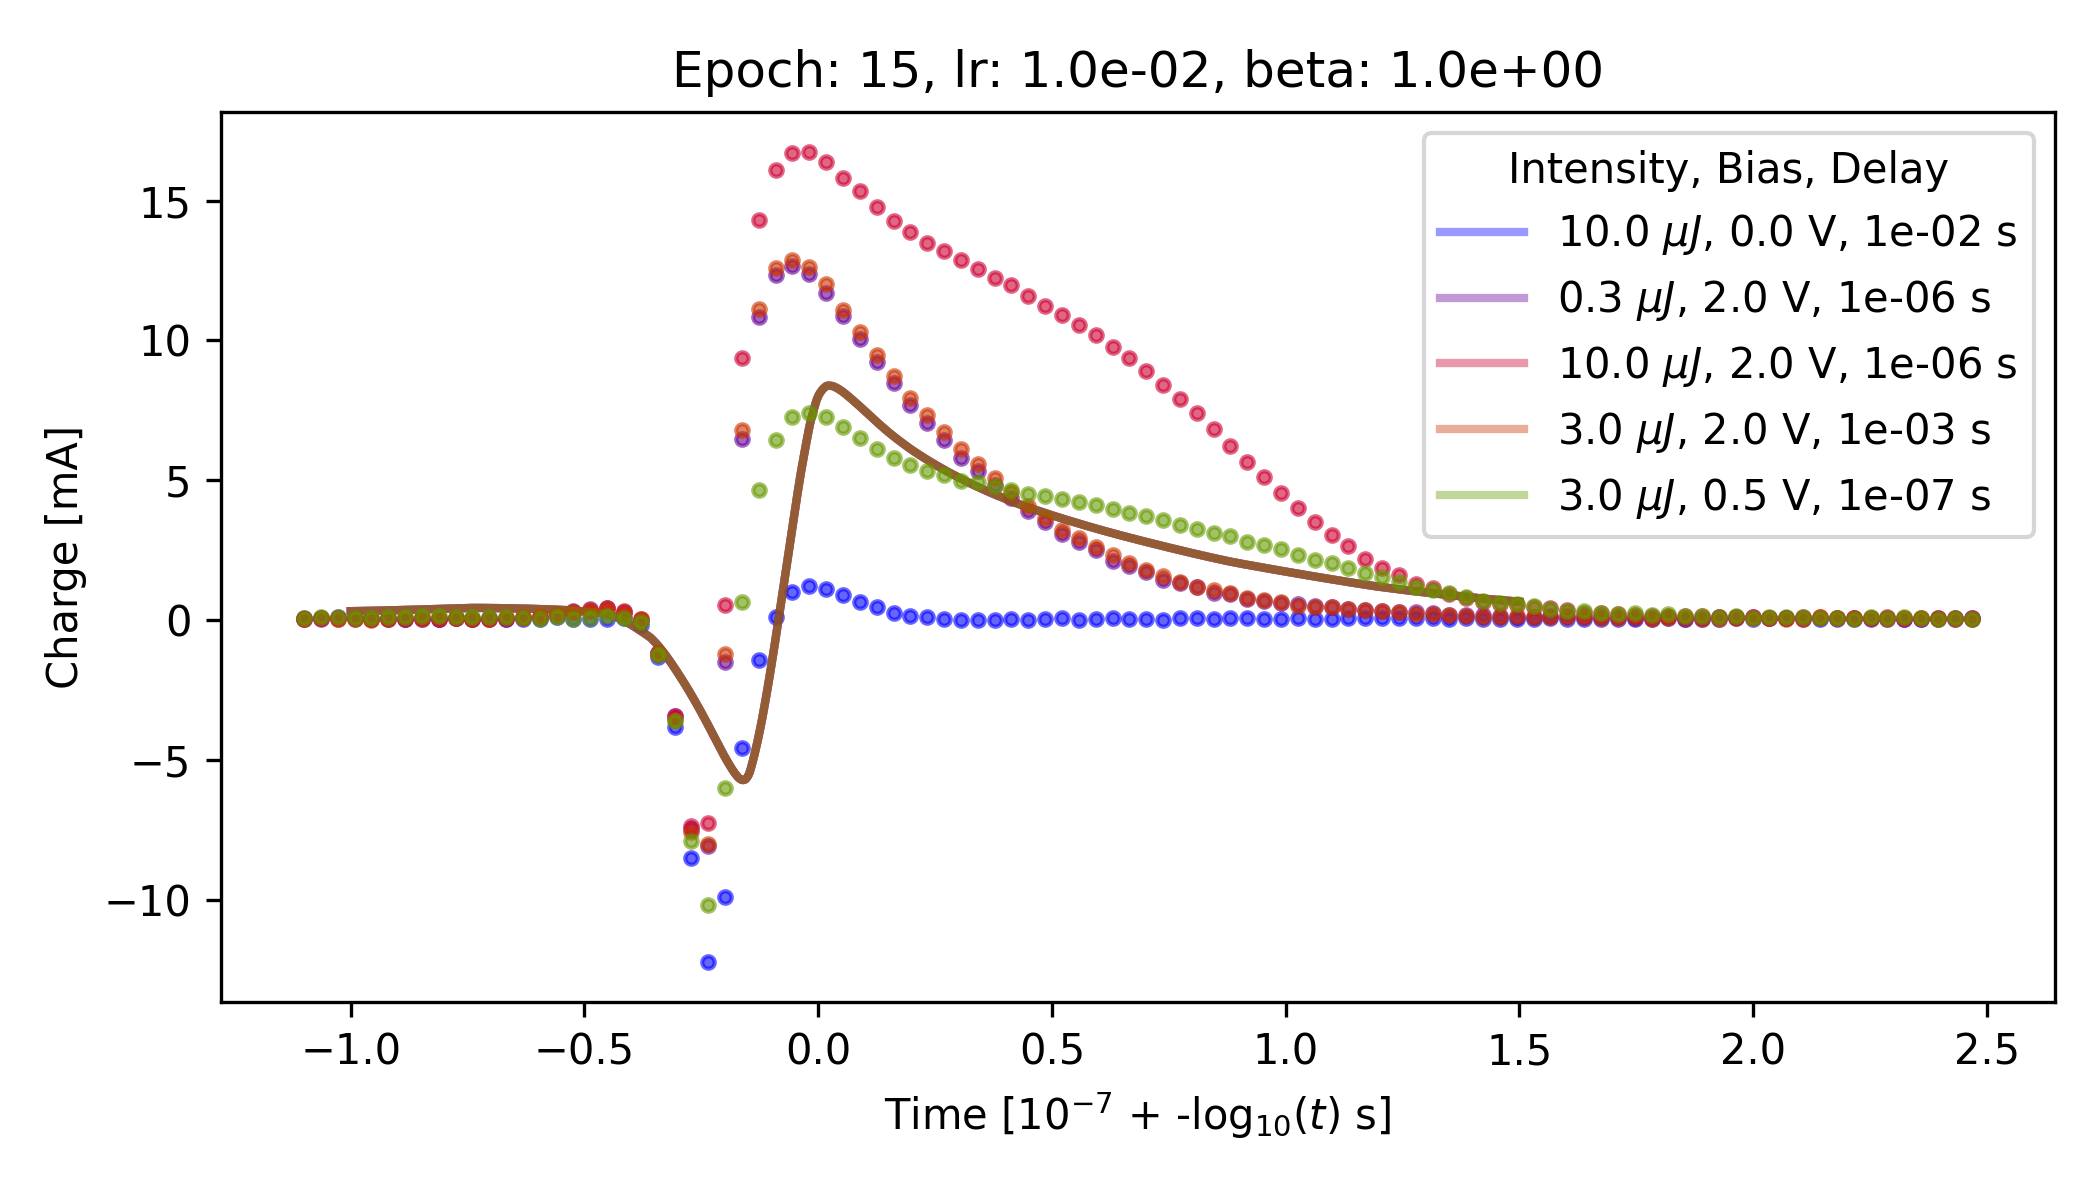 Epoch: 15, lr: 1.0e-02, beta: 1.0e+00
Charge [mA]
15
10
5
0
−5
−10
Intensity, Bias, Delay
10.0 μJ, 0.0 V, 1e-02 s
0.3 μJ, 2.0 V, 1e-06 s
10.0 μJ, 2.0 V, 1e-06 s
3.0 μJ, 2.0 V, 1e-03 s
3.0 μJ, 0.5 V, 1e-07 s
−1.0 −0.5 0.0 0.5 1.0 1.5 2.0 2.5
Time [10⁻⁷ + -log₁₀(t) s]